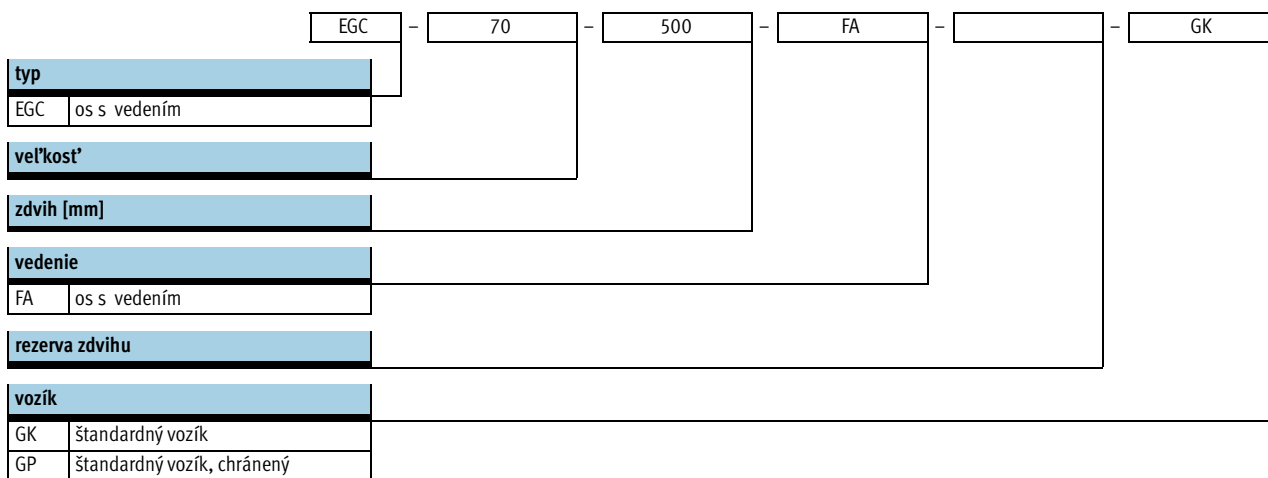 EGC – 70 – 500 – FA – – GK
typ
EGC os s vedením
veľkosť
zdvih [mm]
vedenie
FA os s vedením
rezerva zdvihu
vozík
GK štandardný vozík
GP štandardný vozík, chránený